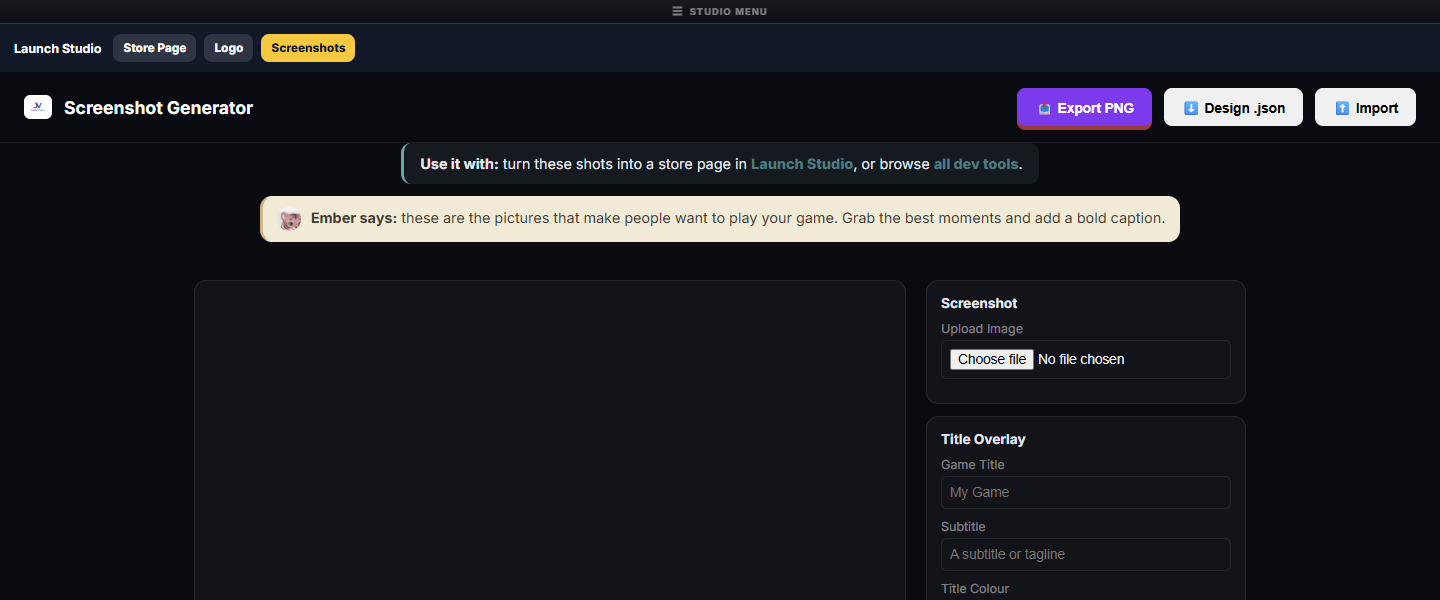 ☰ STUDIO MENU
Launch Studio Store Page Logo Screenshots
JV
Screenshot Generator
Export PNG Design .json Import
Use it with: turn these shots into a store page in Launch Studio, or browse all dev tools.
Ember says: these are the pictures that make people want to play your game. Grab the best moments and add a bold caption.
Screenshot
Upload Image
Choose file No file chosen
Title Overlay
Game Title
My Game
Subtitle
A subtitle or tagline
Title Colour